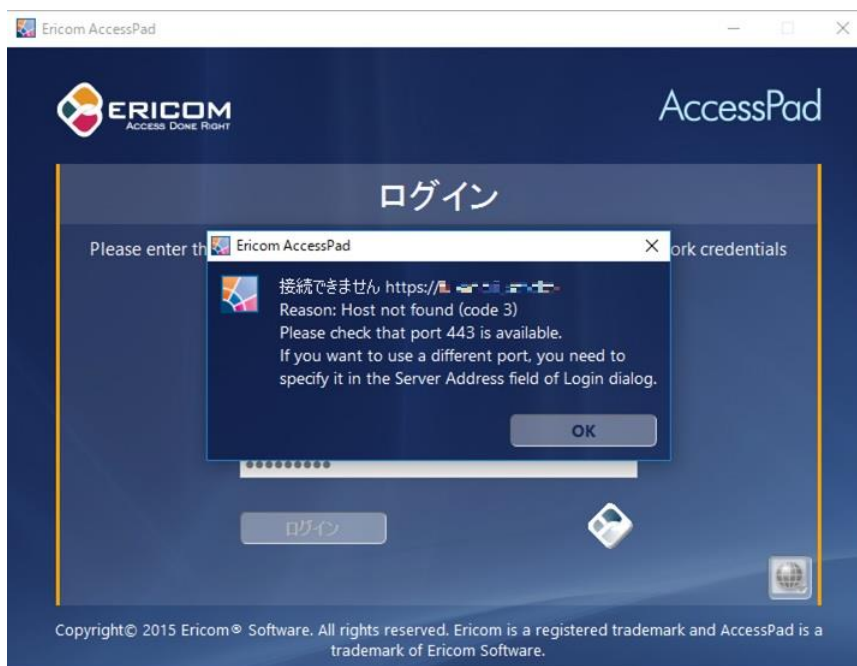 Ericom AccessPad
ERICOM
ACCESS DONE RIGHT
AccessPad
ログイン
Please enter th
ork credentials
Ericom AccessPad
接続できません https://
Reason: Host not found (code 3)
Please check that port 443 is available.
If you want to use a different port, you need to
specify it in the Server Address field of Login dialog.
OK
ログイン
Copyright© 2015 Ericom® Software. All rights reserved. Ericom is a registered trademark and AccessPad is a
trademark of Ericom Software.